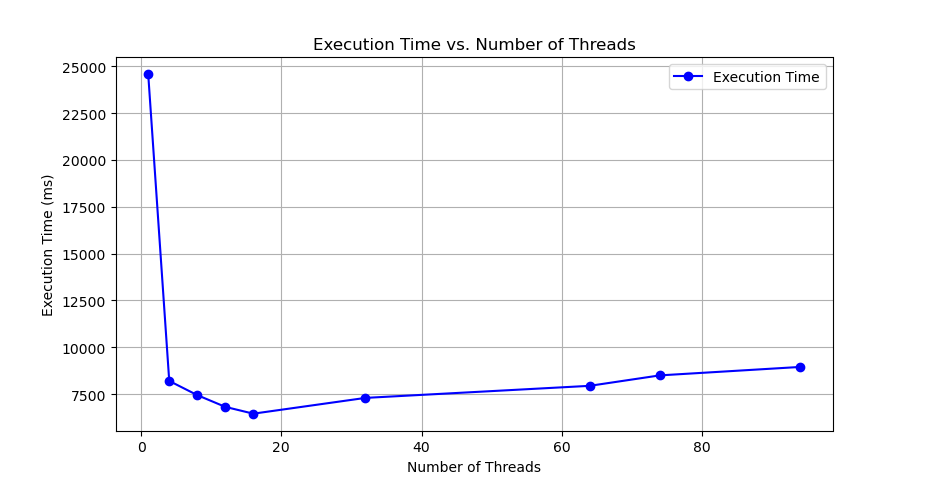 Execution Time vs. Number of Threads
Execution Time
25000
22500
20000
17500
15000
12500
10000
7500
Execution Time (ms)
0 20 40 60 80
Number of Threads